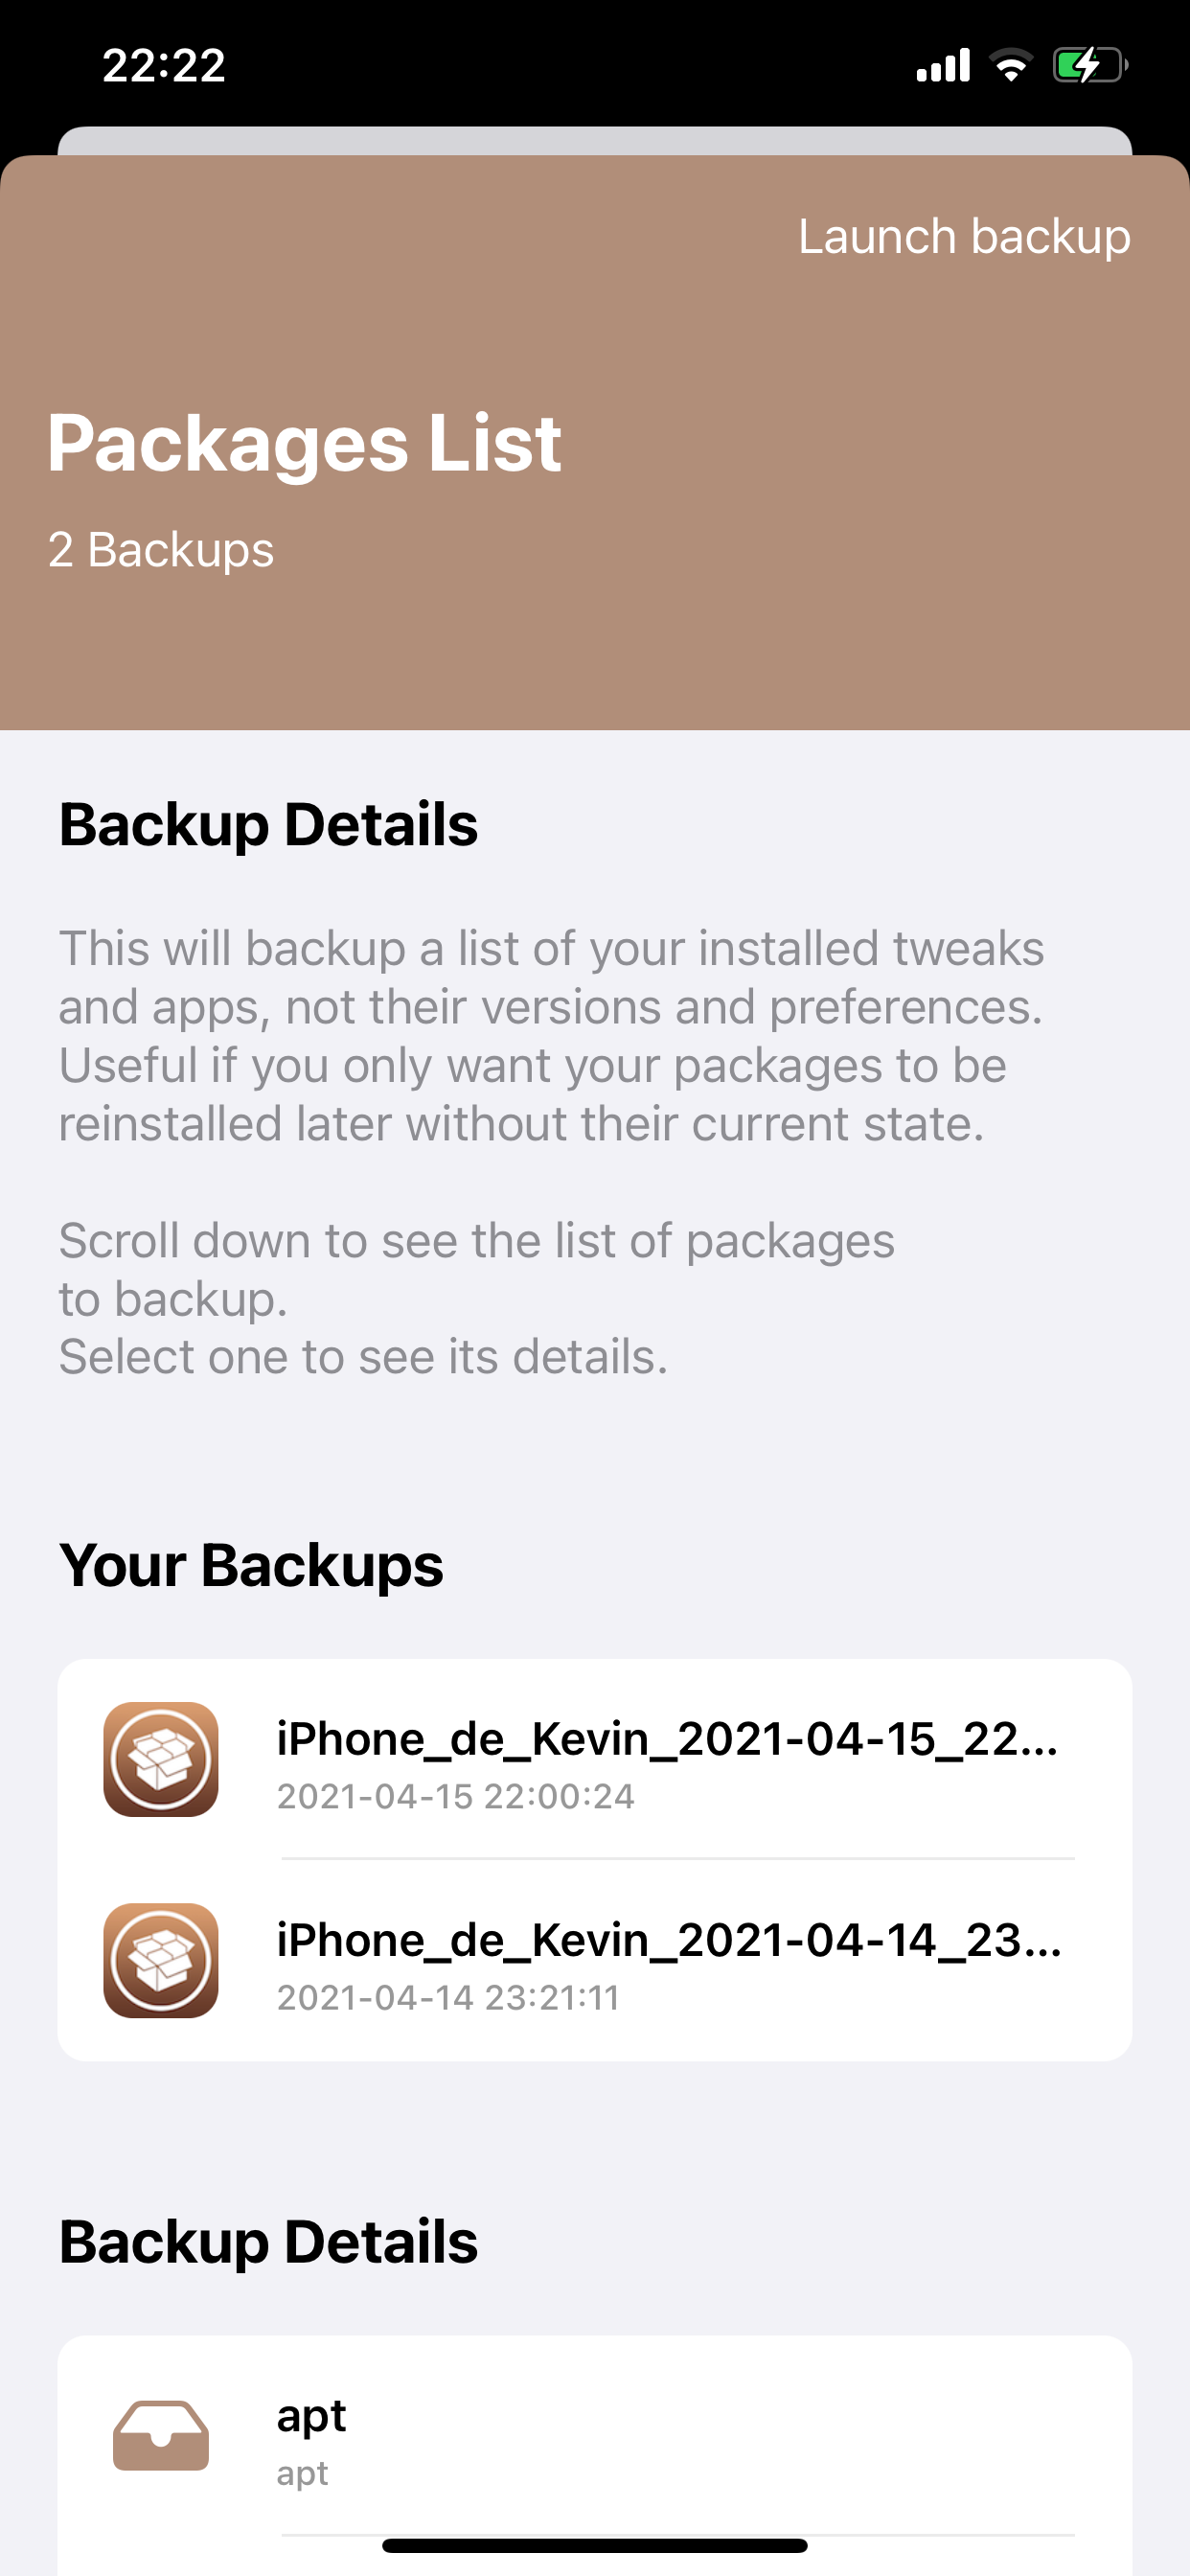 22:22
Launch backup
Packages List
2 Backups
Backup Details
This will backup a list of your installed tweaks
and apps, not their versions and preferences.
Useful if you only want your packages to be
reinstalled later without their current state.
Scroll down to see the list of packages
to backup.
Select one to see its details.
Your Backups
iPhone_de_Kevin_2021-04-15_22...
2021-04-15 22:00:24
iPhone_de_Kevin_2021-04-14_23...
2021-04-14 23:21:11
Backup Details
apt
apt